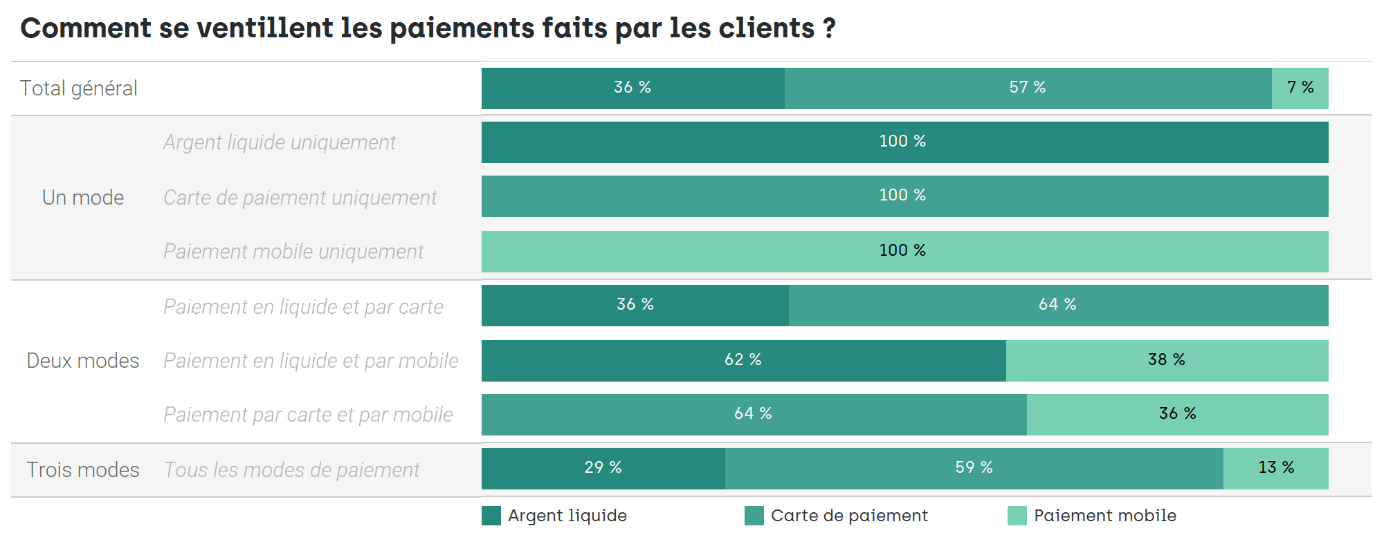 Comment se ventillent les paiements faits par les clients ?
Total général 36 % 57 % 7 %
Argent liquide uniquement 100 %
Un mode Carte de paiement uniquement 100 %
Paiement mobile uniquement 100 %
Paiement en liquide et par carte 36 % 64 %
Deux modes Paiement en liquide et par mobile 62 % 38 %
Paiement par carte et par mobile 64 % 36 %
Trois modes Tous les modes de paiement 29 % 59 % 13 %
Argent liquide Carte de paiement Paiement mobile